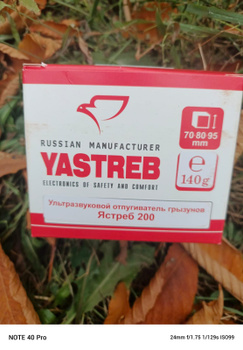 70·80·95
mm
RUSSIAN MANUFACTURER
YASTREB
ELECTRONICS OF SAFETY AND COMFORT
e
140g
Ультразвуковой отпугиватель грызунов
Ястреб 200
NOTE 40 Pro
24mm f/1.75 1/129s ISO99